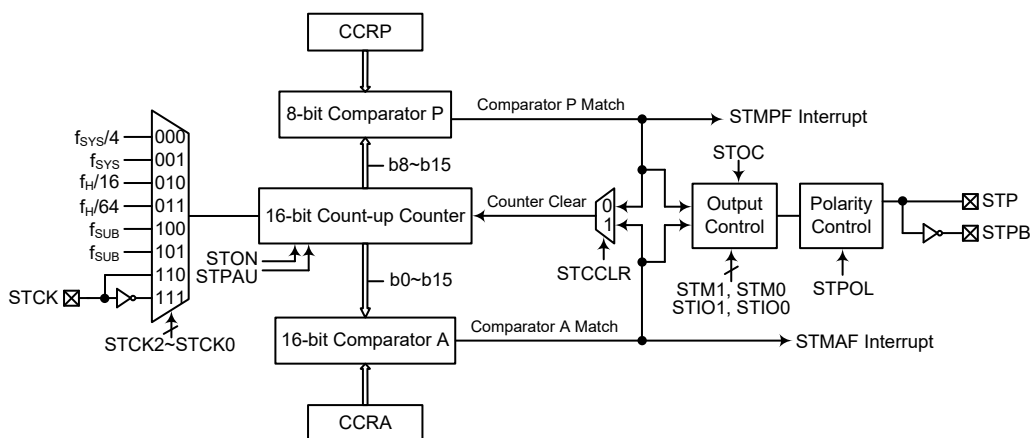 CCRP
8-bit Comparator P
Comparator P Match
STMPF Interrupt
b8~b15
STOC
fSYS/4
000
fSYS
001
fH/16
010
fH/64
011
fSUB
100
fSUB
101
110
111
STCK
STCK2~STCK0
16-bit Count-up Counter
Counter Clear
0
1
STCCLR
Output
Control
Polarity
Control
STP
STPB
STON
STPAU
STM1, STM0
STIO1, STIO0
STPOL
b0~b15
16-bit Comparator A
Comparator A Match
STMAF Interrupt
CCRA